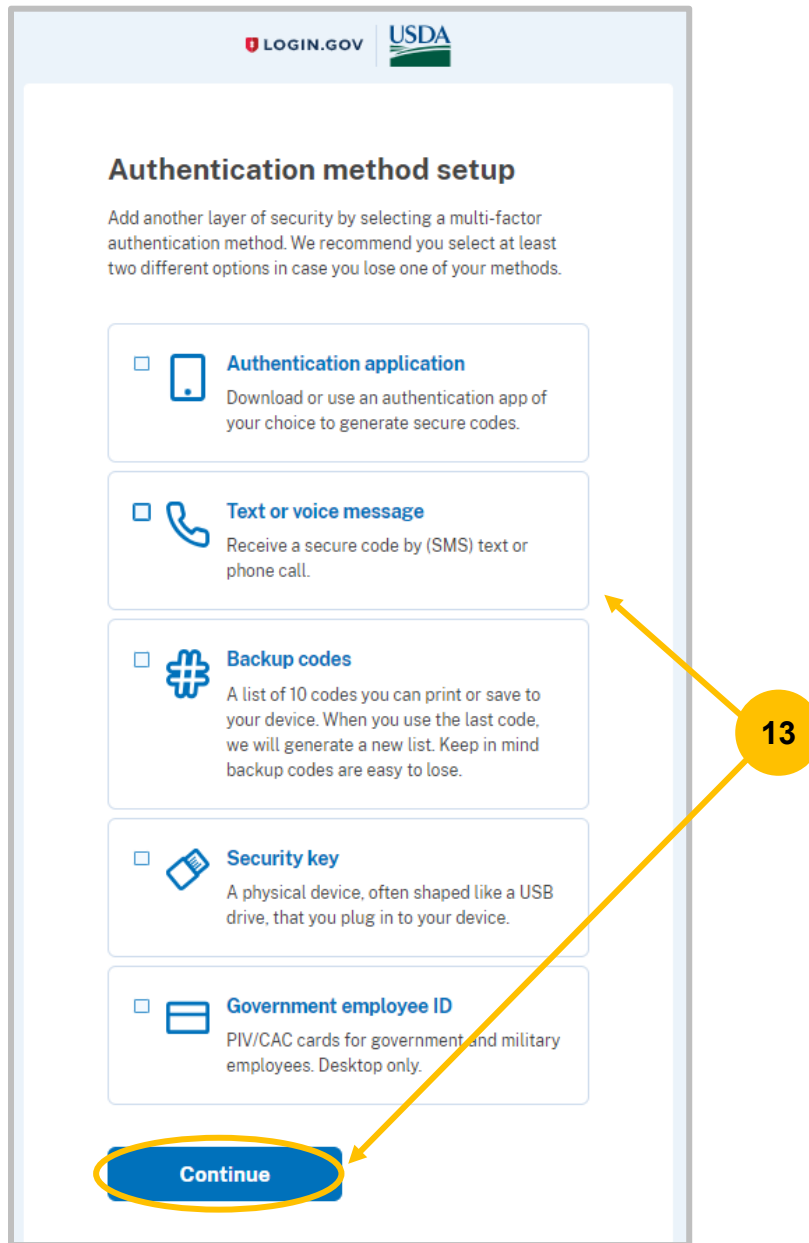 LOGIN.GOV USDA
Authentication method setup
Add another layer of security by selecting a multi-factor
authentication method. We recommend you select at least
two different options in case you lose one of your methods.
Authentication application
Download or use an authentication app of
your choice to generate secure codes.
Text or voice message
Receive a secure code by (SMS) text or
phone call.
Backup codes
A list of 10 codes you can print or save to
your device. When you use the last code,
we will generate a new list. Keep in mind
backup codes are easy to lose.
13
Security key
A physical device, often shaped like a USB
drive, that you plug in to your device.
Government employee ID
PIV/CAC cards for government and military
employees. Desktop only.
Continue